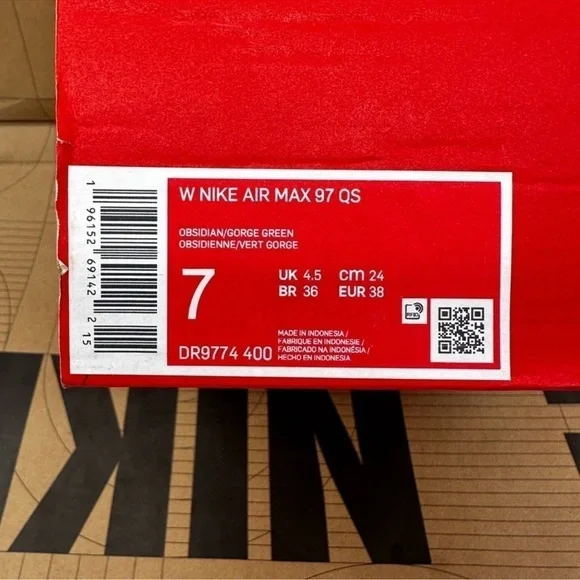 W NIKE AIR MAX 97 QS
OBSIDIAN/GORGE GREEN
OBSIDIENNE/VERT GORGE
7
UK 4.5 cm 24
BR 36 EUR 38
MADE IN INDONESIA /
FABRIQUE EN INDONESIE /
FABRICADO NA INDONÉSIA /
HECHO EN INDONESIA
DR9774 400
RFID
1 96152 69142 2 15
NIK